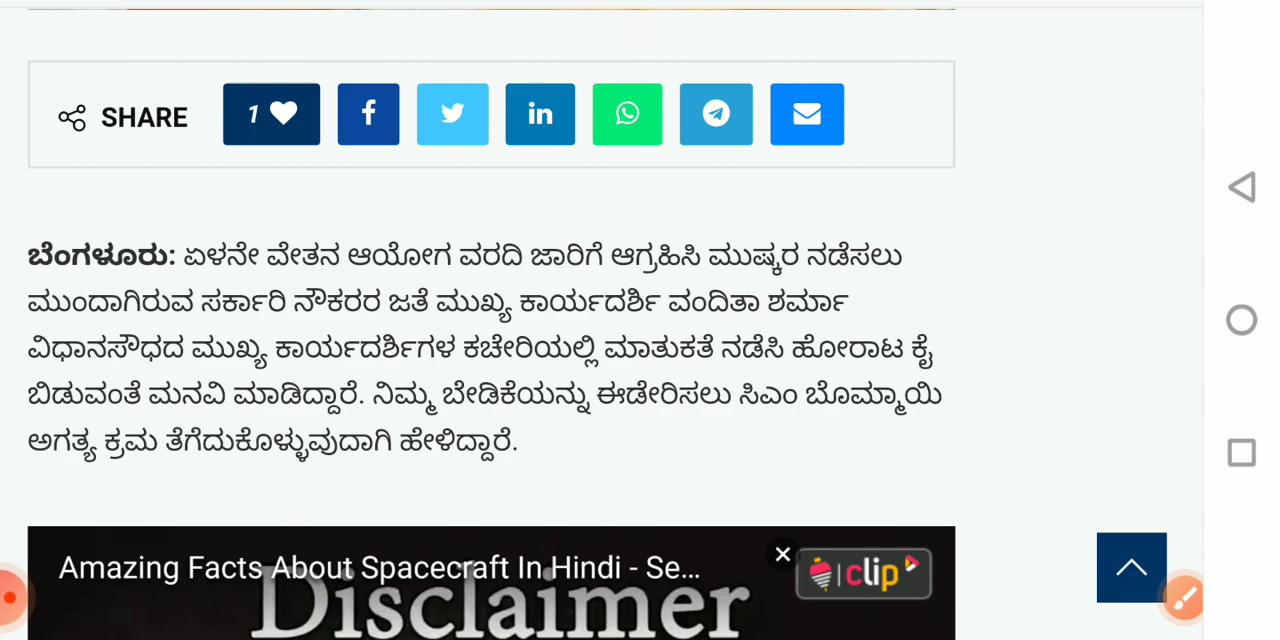 SHARE
1
ಬೆಂಗಳೂರು: ಏಳನೇ ವೇತನ ಆಯೋಗ ವರದಿ ಜಾರಿಗೆ ಆಗ್ರಹಿಸಿ ಮುಷ್ಕರ ನಡೆಸಲು
ಮುಂದಾಗಿರುವ ಸರ್ಕಾರಿ ನೌಕರರ ಜತೆ ಮುಖ್ಯ ಕಾರ್ಯದರ್ಶಿ ವಂದಿತಾ ಶರ್ಮಾ
ವಿಧಾನಸೌಧದ ಮುಖ್ಯ ಕಾರ್ಯದರ್ಶಿಗಳ ಕಚೇರಿಯಲ್ಲಿ ಮಾತುಕತೆ ನಡೆಸಿ ಹೋರಾಟ ಕೈ
ಬಿಡುವಂತೆ ಮನವಿ ಮಾಡಿದ್ದಾರೆ. ನಿಮ್ಮ ಬೇಡಿಕೆಯನ್ನು ಈಡೇರಿಸಲು ಸಿಎಂ ಬೊಮ್ಮಾಯಿ
ಅಗತ್ಯ ಕ್ರಮ ತೆಗೆದುಕೊಳ್ಳುವುದಾಗಿ ಹೇಳಿದ್ದಾರೆ.
Amazing Facts About Spacecraft In Hindi - Se...
clip
Disclaimer